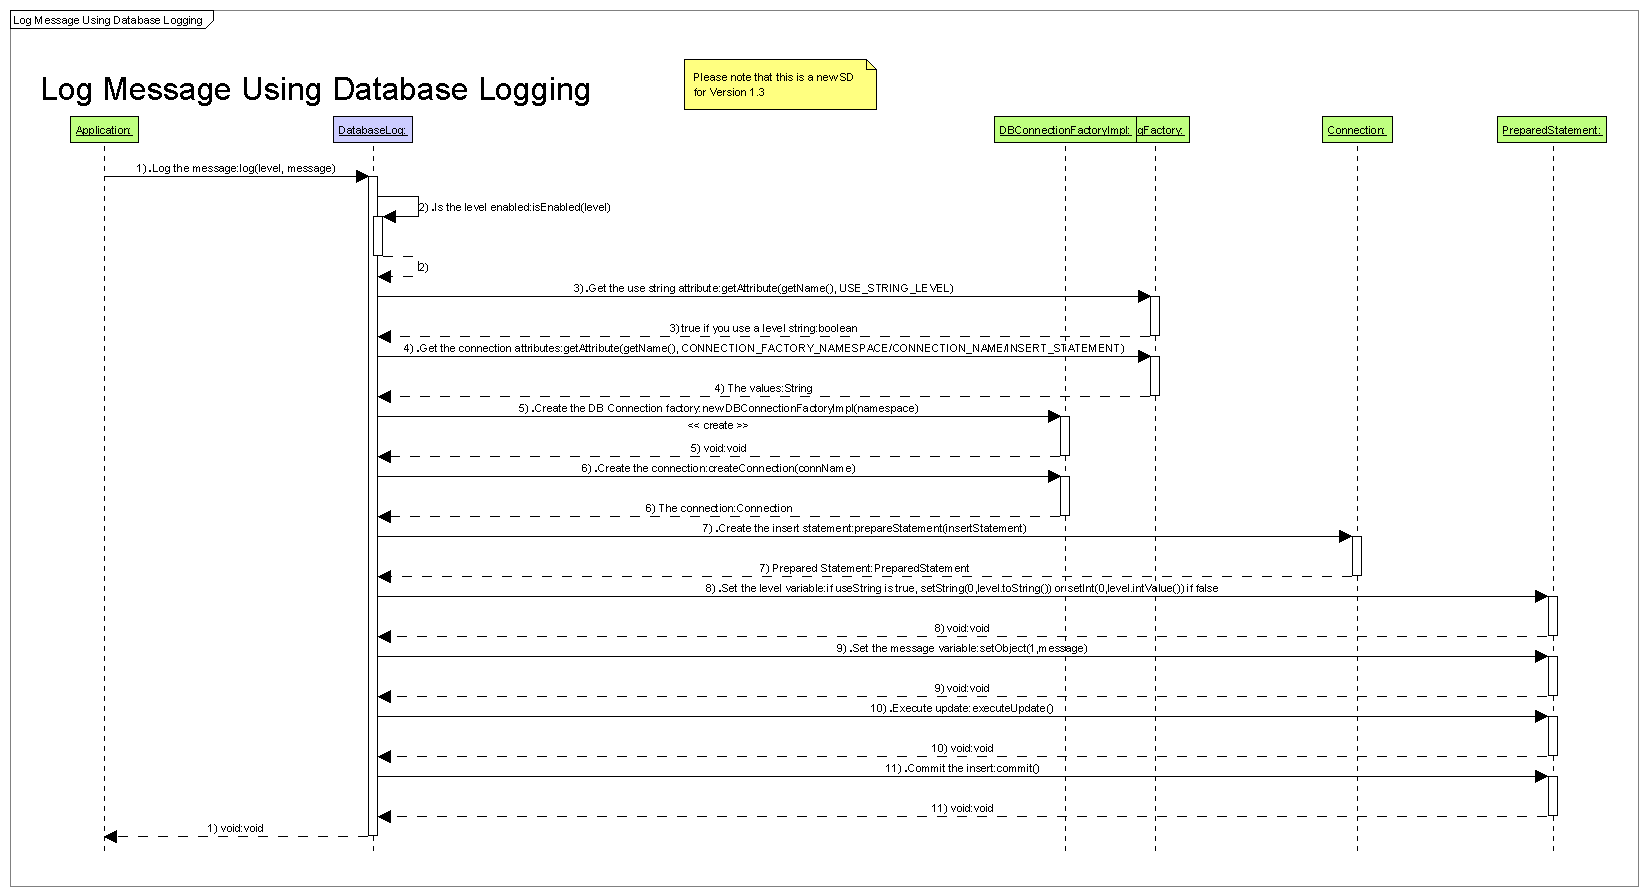 Log Message Using Database Logging
Log Message Using Database Logging
Please note that this is a new SD
for Version 1.3
Application:
DatabaseLog:
DBConnectionFactoryImpl:
gFactory:
Connection:
PreparedStatement:
1) .Log the message:log(level, message)
2) .Is the level enabled:isEnabled(level)
2)
3) .Get the use string attribute:getAttribute(getName(), USE_STRING_LEVEL)
3) true if you use a level string:boolean
4) .Get the connection attributes:getAttribute(getName(), CONNECTION_FACTORY_NAMESPACE/CONNECTION_NAME/INSERT_STATEMENT)
4) The values:String
5) .Create the DB Connection factory:new DBConnectionFactoryImpl(namespace)
<< create >>
5) void:void
6) .Create the connection:createConnection(connName)
6) The connection:Connection
7) .Create the insert statement:prepareStatement(insertStatement)
7) Prepared Statement:PreparedStatement
8) .Set the level variable:if useString is true, setString(0,level.toString()) or setInt(0,level.intValue()) if false
8) void:void
9) .Set the message variable:setObject(1,message)
9) void:void
10) .Execute update:executeUpdate()
10) void:void
11) .Commit the insert:commit()
11) void:void
1) void:void